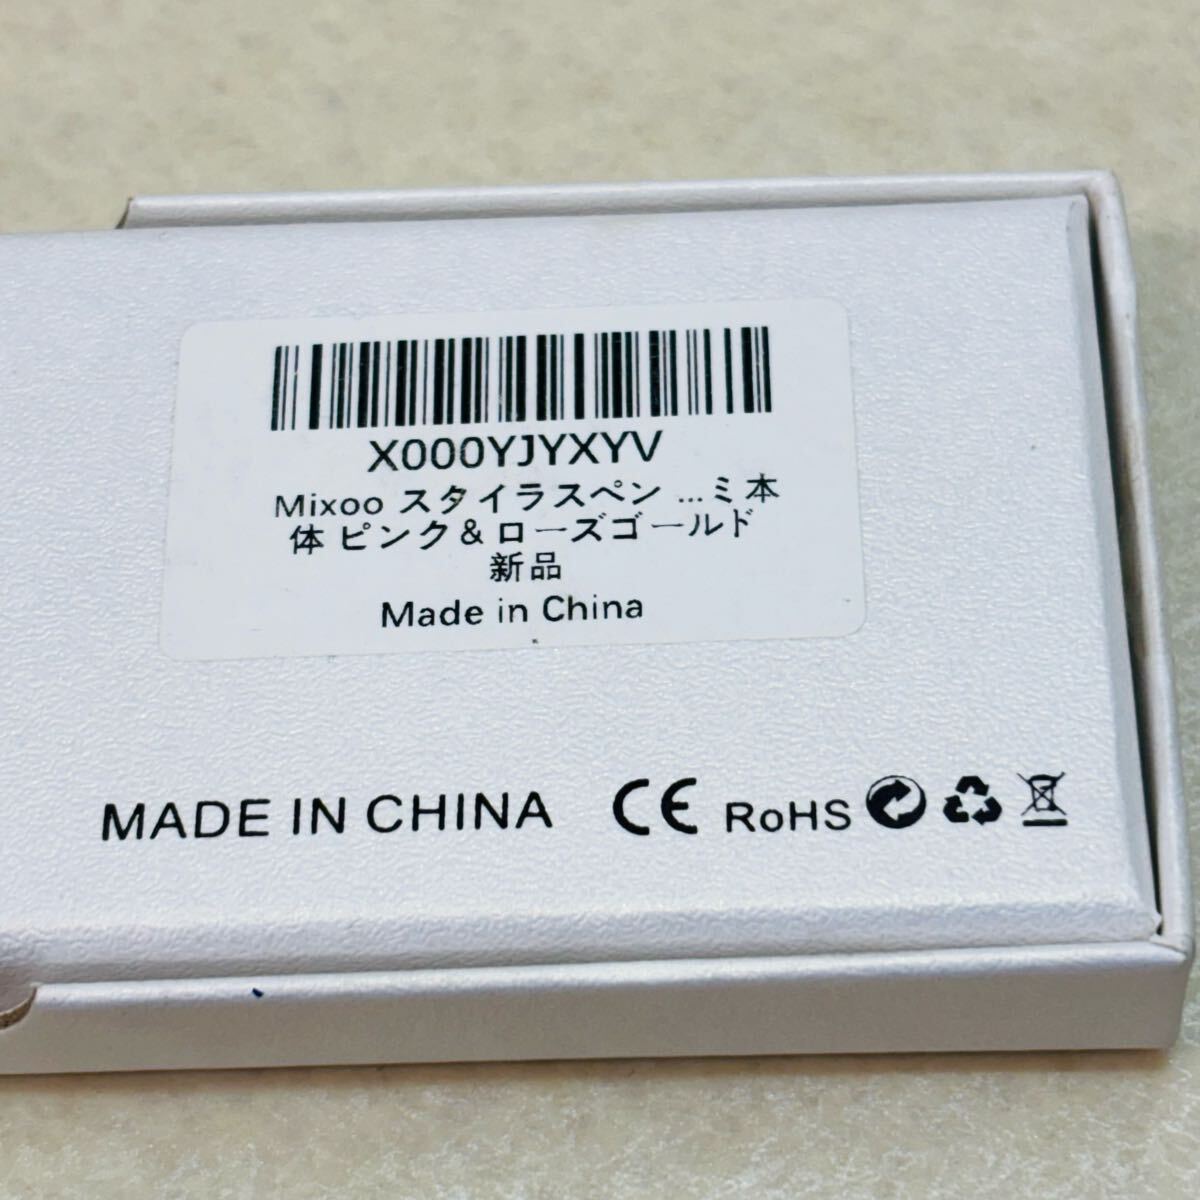 X000YJYXYV
Mixoo スタイラスペン ...ミ本
体 ピンク&ローズゴールド
新品
Made in China
MADE IN CHINA CE RoHS